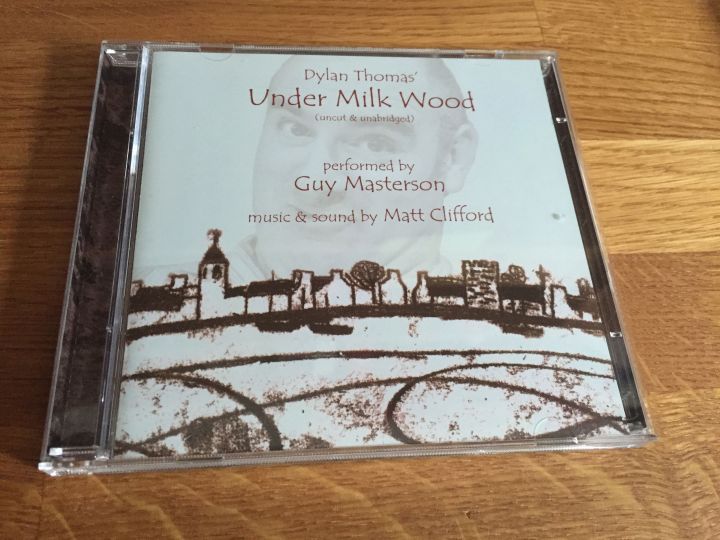 Dylan Thomas'
Under Milk Wood
(uncut & unabridged)
performed by
Guy Masterson
music & sound by Matt Clifford